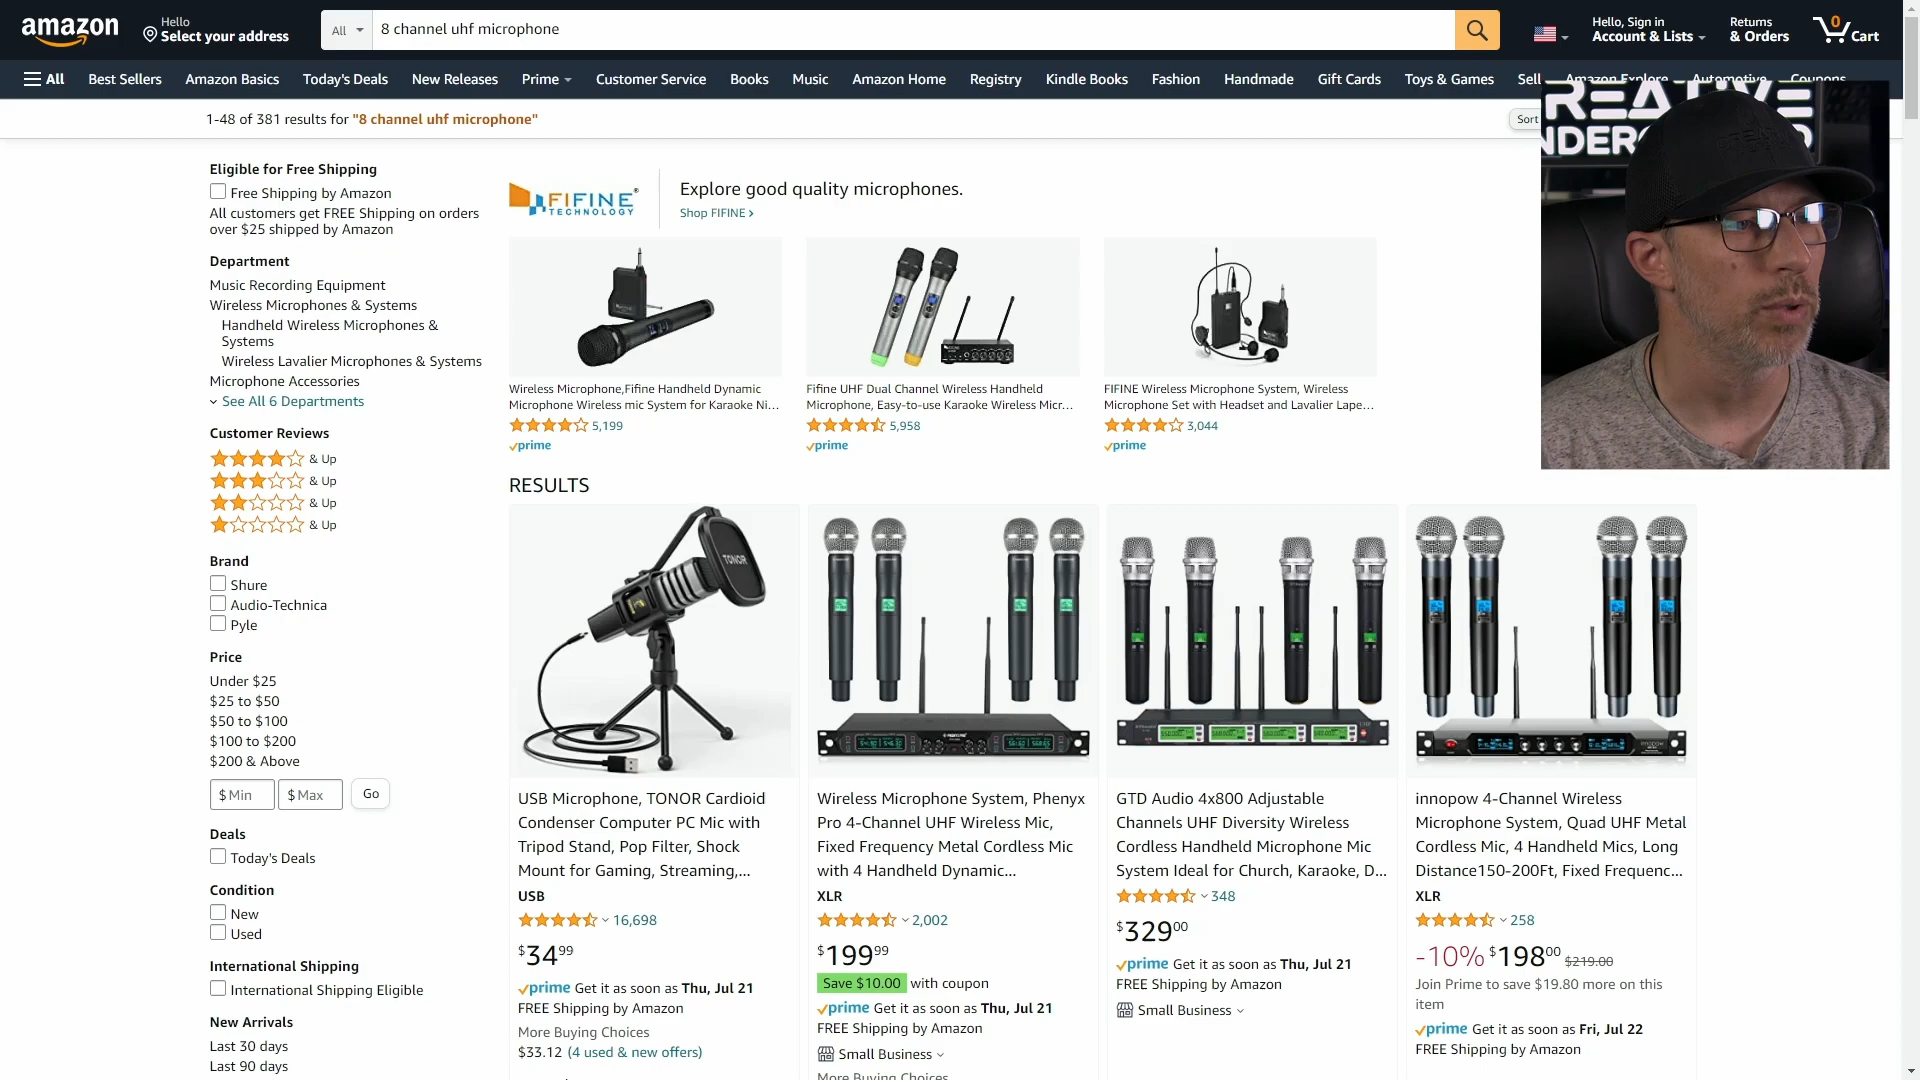 amazon
Hello
Select your address
All
8 channel uhf microphone
Hello, Sign in
Account & Lists
Returns
& Orders
0
Cart
All
Best Sellers
Amazon Basics
Today's Deals
New Releases
Prime
Customer Service
Books
Music
Amazon Home
Registry
Kindle Books
Fashion
Handmade
Gift Cards
Toys & Games
Sell
Amazon Explore
Automotive
Coupons
1-48 of 381 results for "8 channel uhf microphone"
Sort
Eligible for Free Shipping
Free Shipping by Amazon
All customers get FREE Shipping on orders
over $25 shipped by Amazon
Department
Music Recording Equipment
Wireless Microphones & Systems
Handheld Wireless Microphones &
Systems
Wireless Lavalier Microphones & Systems
Microphone Accessories
See All 6 Departments
Customer Reviews
& Up
& Up
& Up
& Up
Brand
Shure
Audio-Technica
Pyle
Price
Under $25
$25 to $50
$50 to $100
$100 to $200
$200 & Above
$ Min
$ Max
Go
Deals
Today's Deals
Condition
New
Used
International Shipping
International Shipping Eligible
New Arrivals
Last 30 days
Last 90 days
FIFINE®
TECHNOLOGY
Explore good quality microphones.
Shop FIFINE ›
Wireless Microphone,Fifine Handheld Dynamic
Microphone Wireless mic System for Karaoke Ni...
5,199
prime
Fifine UHF Dual Channel Wireless Handheld
Microphone, Easy-to-use Karaoke Wireless Micr...
5,958
prime
FIFINE Wireless Microphone System, Wireless
Microphone Set with Headset and Lavalier Lape...
3,044
prime
RESULTS
TONOR
USB Microphone, TONOR Cardioid
Condenser Computer PC Mic with
Tripod Stand, Pop Filter, Shock
Mount for Gaming, Streaming,...
USB
16,698
$34 99
prime Get it as soon as Thu, Jul 21
FREE Shipping by Amazon
More Buying Choices
$33.12 (4 used & new offers)
Wireless Microphone System, Phenyx
Pro 4-Channel UHF Wireless Mic,
Fixed Frequency Metal Cordless Mic
with 4 Handheld Dynamic...
XLR
2,002
$199 99
Save $10.00 with coupon
prime Get it as soon as Thu, Jul 21
FREE Shipping by Amazon
Small Business
More Buying Choices
GTD Audio 4x800 Adjustable
Channels UHF Diversity Wireless
Cordless Handheld Microphone Mic
System Ideal for Church, Karaoke, D...
348
$329 00
prime Get it as soon as Thu, Jul 21
FREE Shipping by Amazon
Small Business
innopow 4-Channel Wireless
Microphone System, Quad UHF Metal
Cordless Mic, 4 Handheld Mics, Long
Distance150-200Ft, Fixed Frequenc...
XLR
258
-10% $198 00 $219.00
Join Prime to save $19.80 more on this
item
prime Get it as soon as Fri, Jul 22
FREE Shipping by Amazon